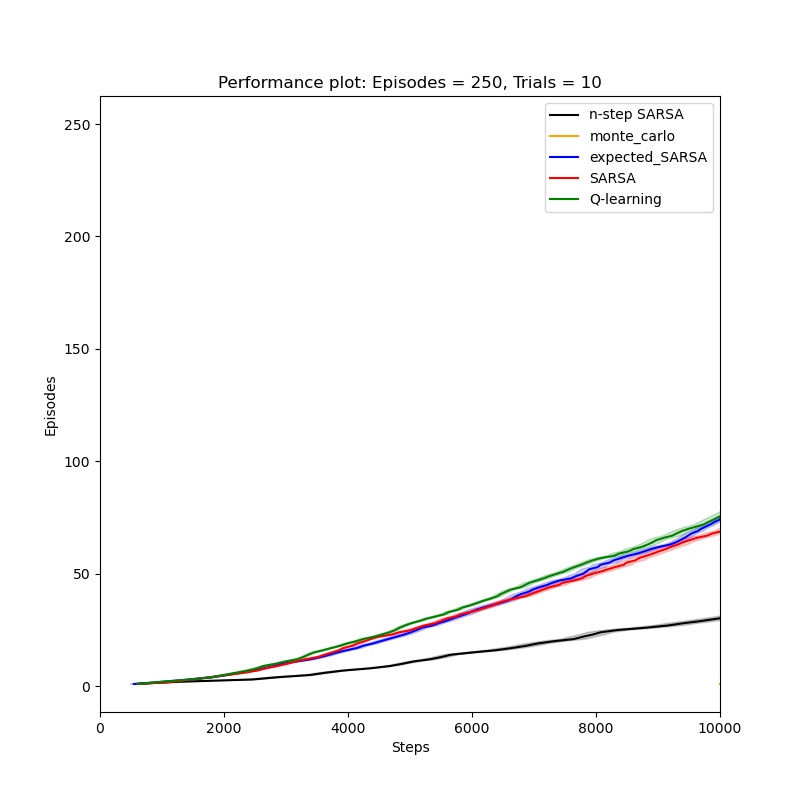 Performance plot: Episodes = 250, Trials = 10
n-step SARSA
monte_carlo
expected_SARSA
SARSA
Q-learning
250
200
150
100
50
0
Episodes
0 2000 4000 6000 8000 10000
Steps